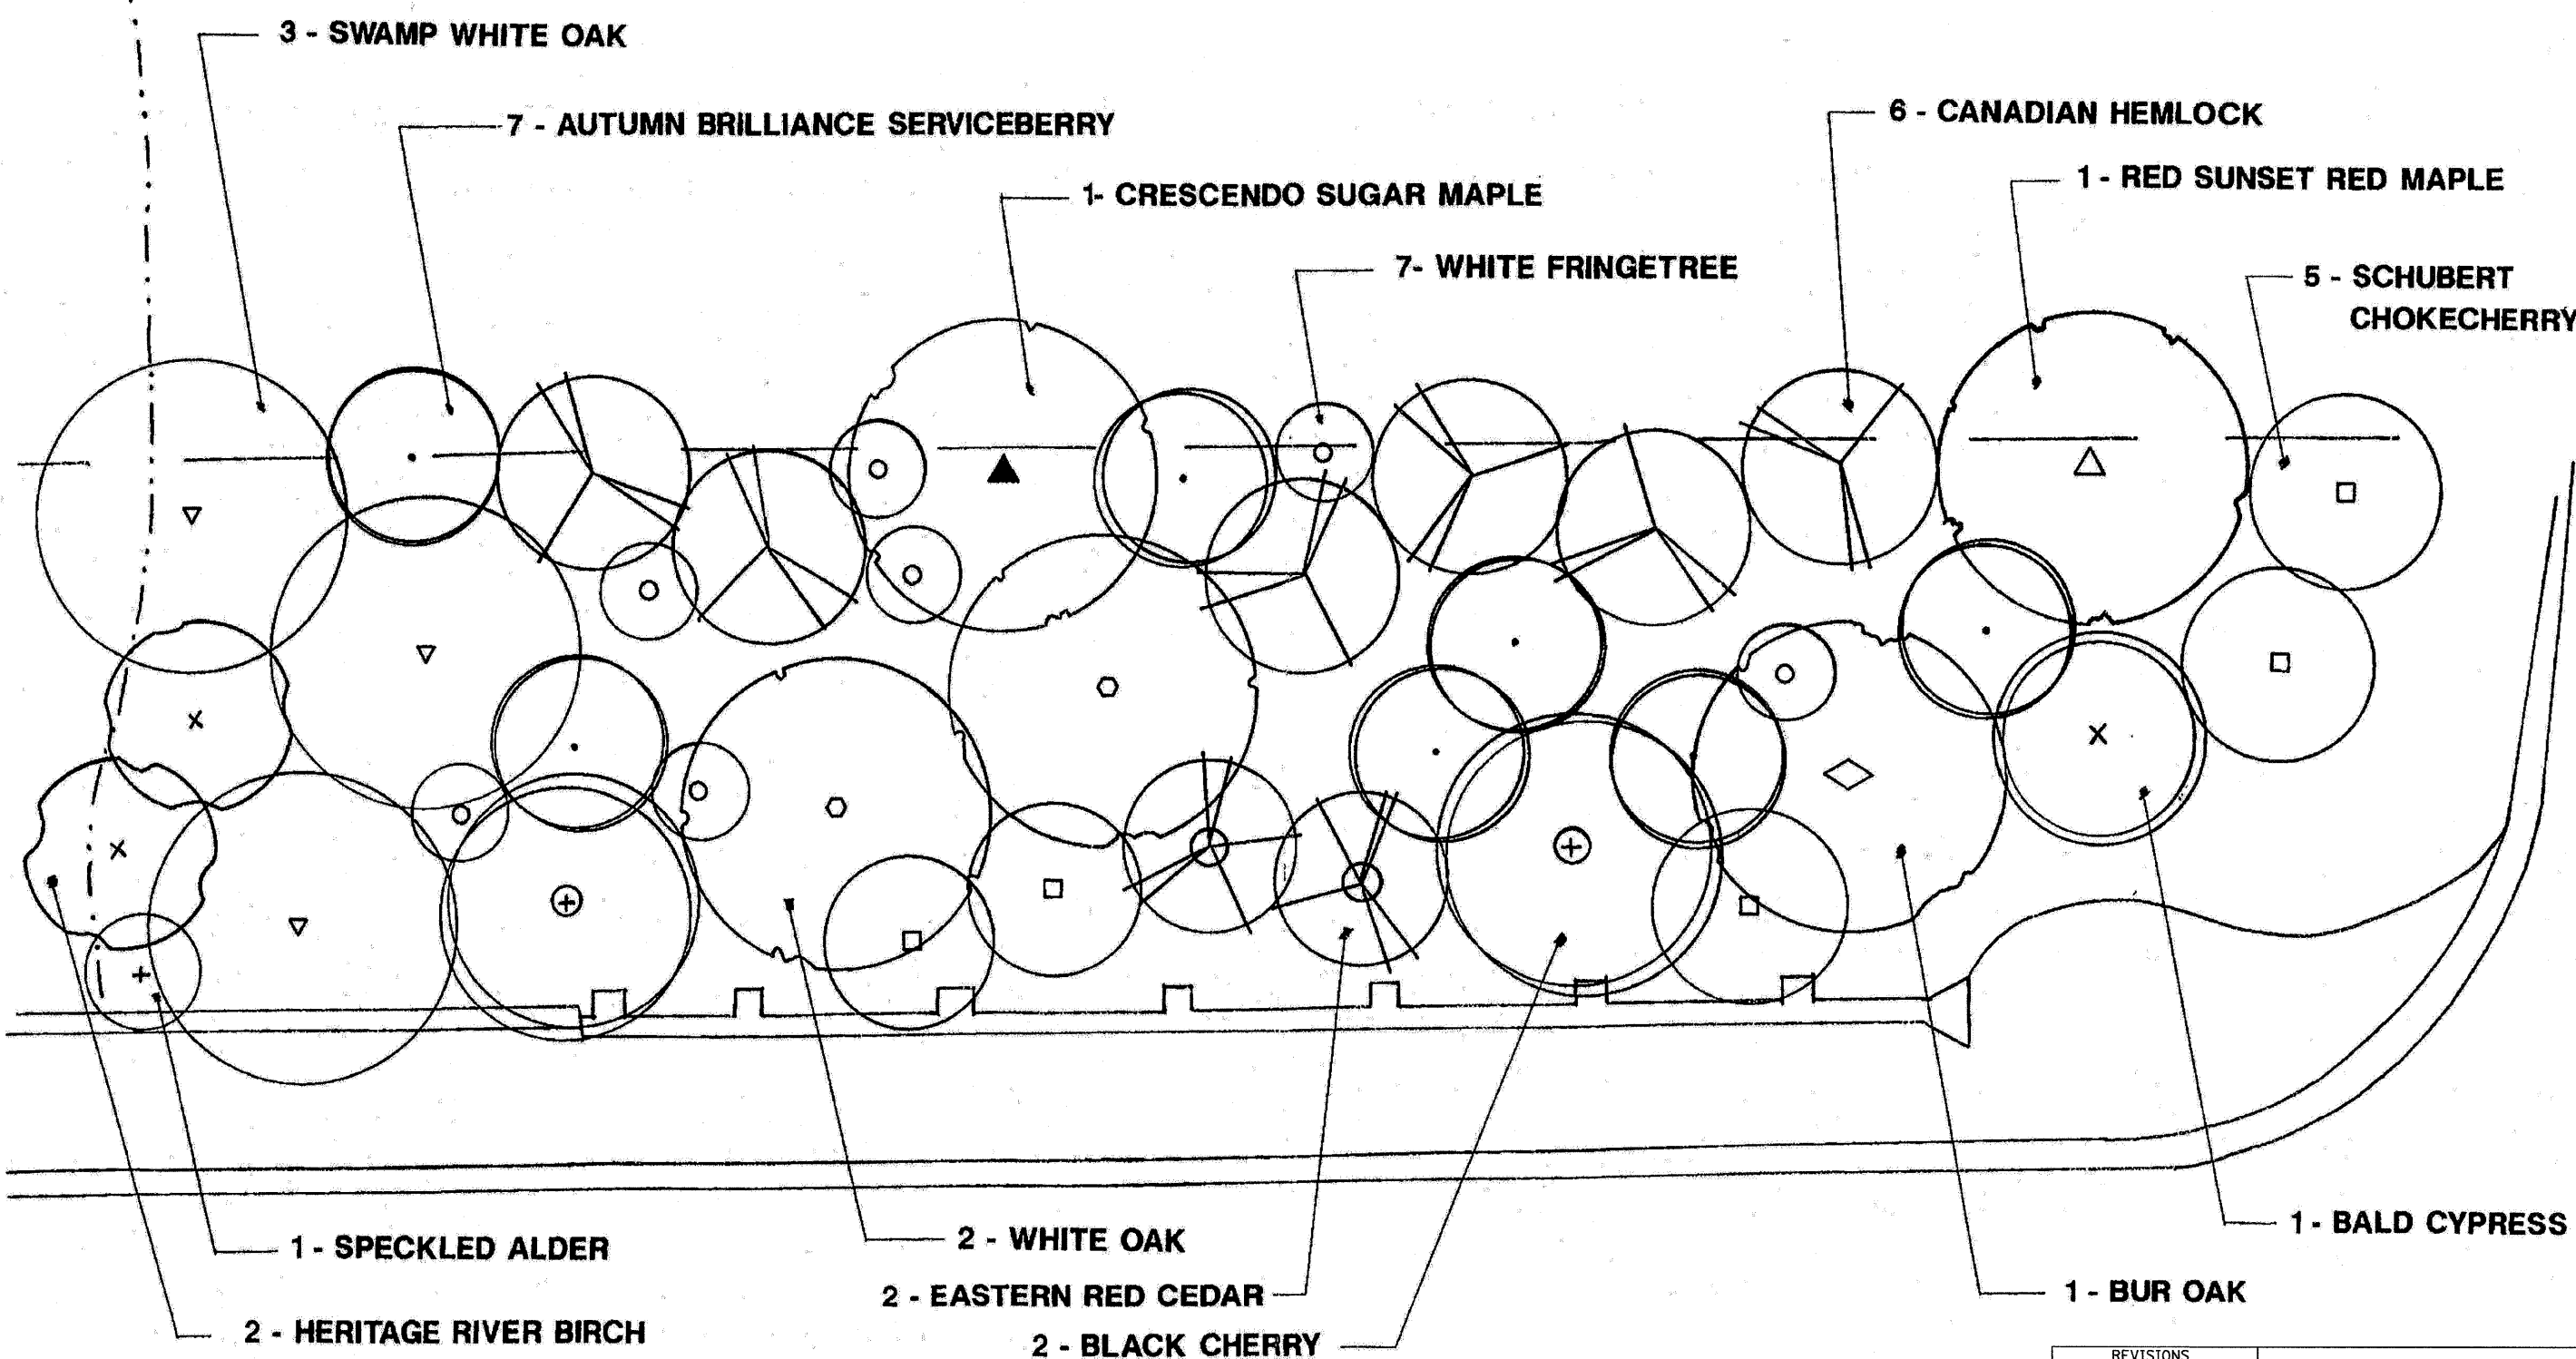 3 - SWAMP WHITE OAK
7 - AUTUMN BRILLIANCE SERVICEBERRY
6 - CANADIAN HEMLOCK
1- CRESCENDO SUGAR MAPLE
1 - RED SUNSET RED MAPLE
7- WHITE FRINGETREE
5 - SCHUBERT
CHOKECHERRY
1 - SPECKLED ALDER
2 - WHITE OAK
1 - BALD CYPRESS
2 - EASTERN RED CEDAR
1 - BUR OAK
2 - HERITAGE RIVER BIRCH
2 - BLACK CHERRY
REVISIONS